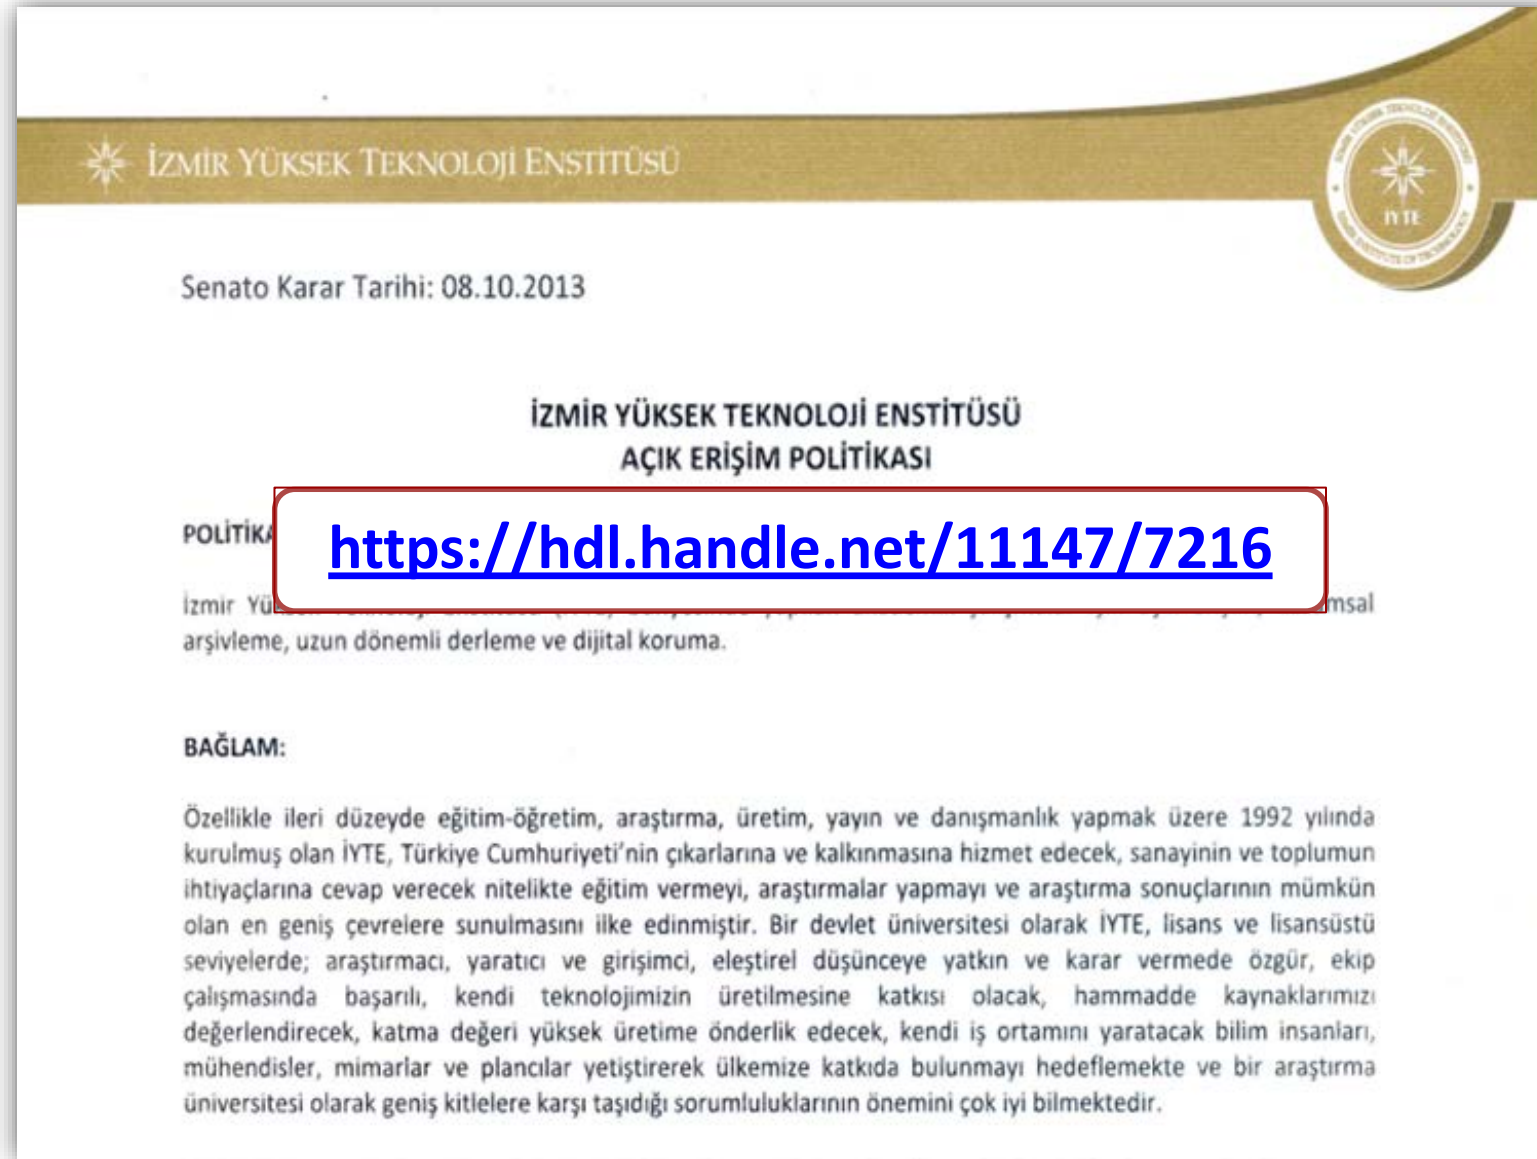 İZMİR YÜKSEK TEKNOLOJİ ENSTİTÜSÜ
İYTE
Senato Karar Tarihi: 08.10.2013
İZMİR YÜKSEK TEKNOLOJİ ENSTİTÜSÜ
AÇIK ERİŞİM POLİTİKASI
https://hdl.handle.net/11147/7216
arşivleme, uzun dönemli derleme ve dijital koruma.
BAĞLAM:
Özellikle ileri düzeyde eğitim-öğretim, araştırma, üretim, yayın ve danışmanlık yapmak üzere 1992 yılında
kurulmuş olan İYTE, Türkiye Cumhuriyeti'nin çıkarlarına ve kalkınmasına hizmet edecek, sanayinin ve toplumun
ihtiyaçlarına cevap verecek nitelikte eğitim vermeyi, araştırmalar yapmayı ve araştırma sonuçlarının mümkün
olan en geniş çevrelere sunulmasını ilke edinmiştir. Bir devlet üniversitesi olarak İYTE, lisans ve lisansüstü
seviyelerde; araştırmacı, yaratıcı ve girişimci, eleştirel düşünceye yatkın ve karar vermede özgür, ekip
çalışmasında başarılı, kendi teknolojimizin üretilmesine katkısı olacak, hammadde kaynaklarımızı
değerlendirecek, katma değeri yüksek üretime önderlik edecek, kendi iş ortamını yaratacak bilim insanları,
mühendisler, mimarlar ve plancılar yetiştirerek ülkemize katkıda bulunmayı hedeflemekte ve bir araştırma
üniversitesi olarak geniş kitlelere karşı taşıdığı sorumluluklarının önemini çok iyi bilmektedir.